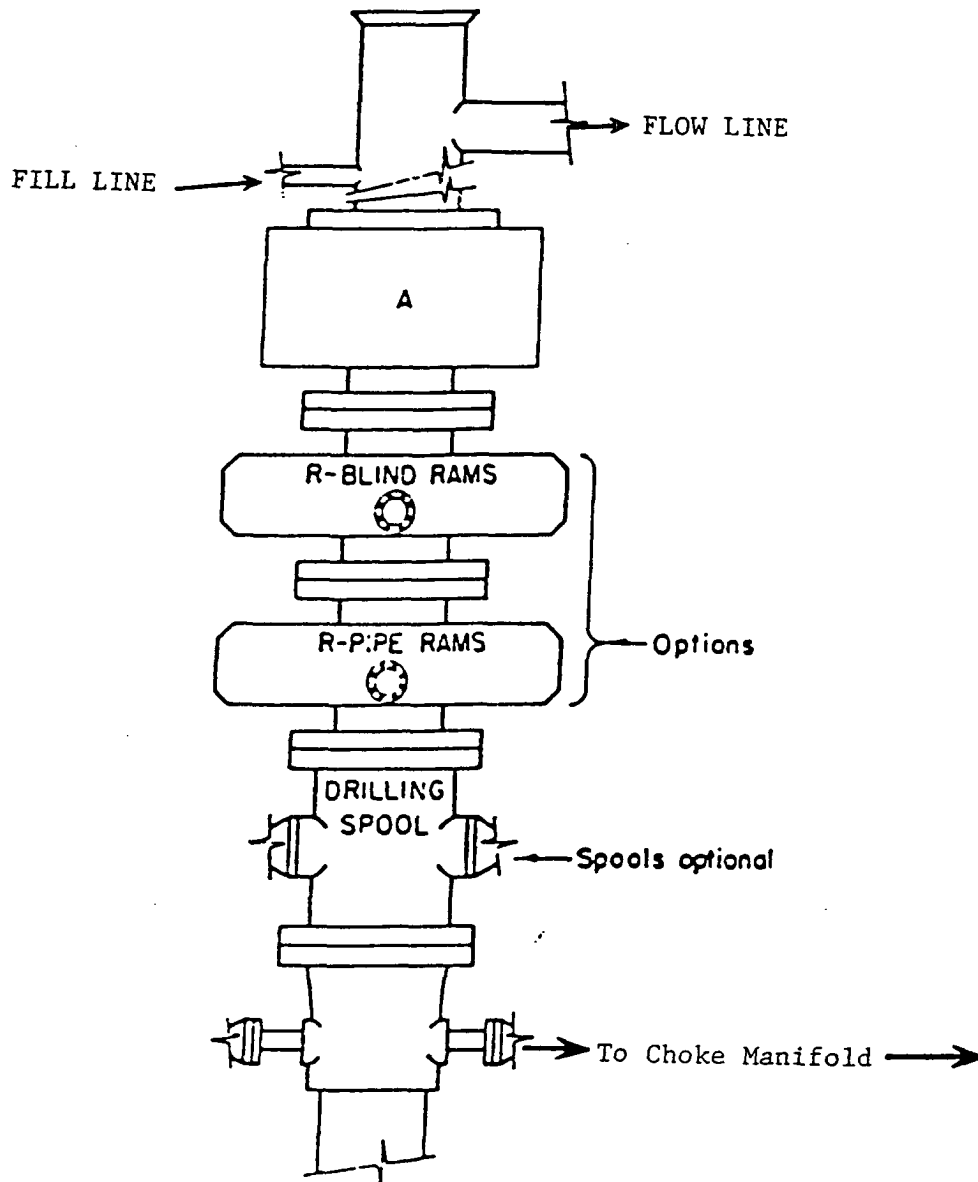 FLOW LINE
FILL LINE
A
R-BLIND RAMS
R-PIPE RAMS
Options
DRILLING
SPOOL
Spools optional
To Choke Manifold